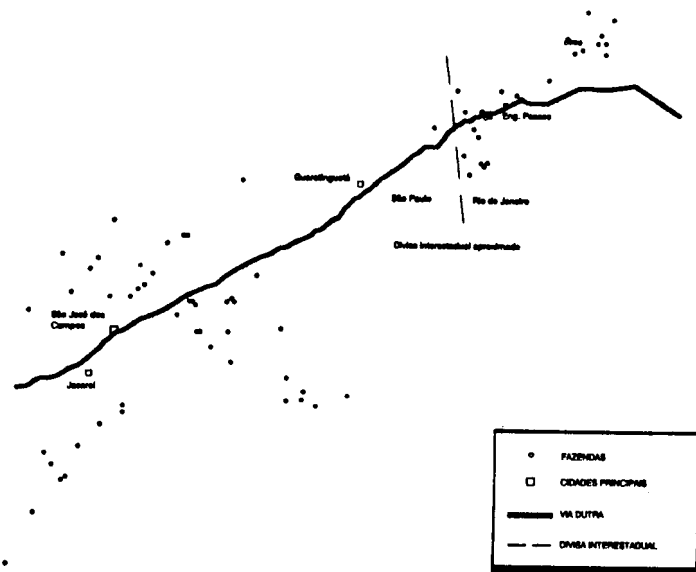 Eng. Passos
Guaratinguetá
São Paulo
Rio de Janeiro
Divisa interestadual aproximada
São José dos
Campos
Jacareí
FAZENDAS
CIDADES PRINCIPAIS
VIA DUTRA
DIVISA INTERESTADUAL